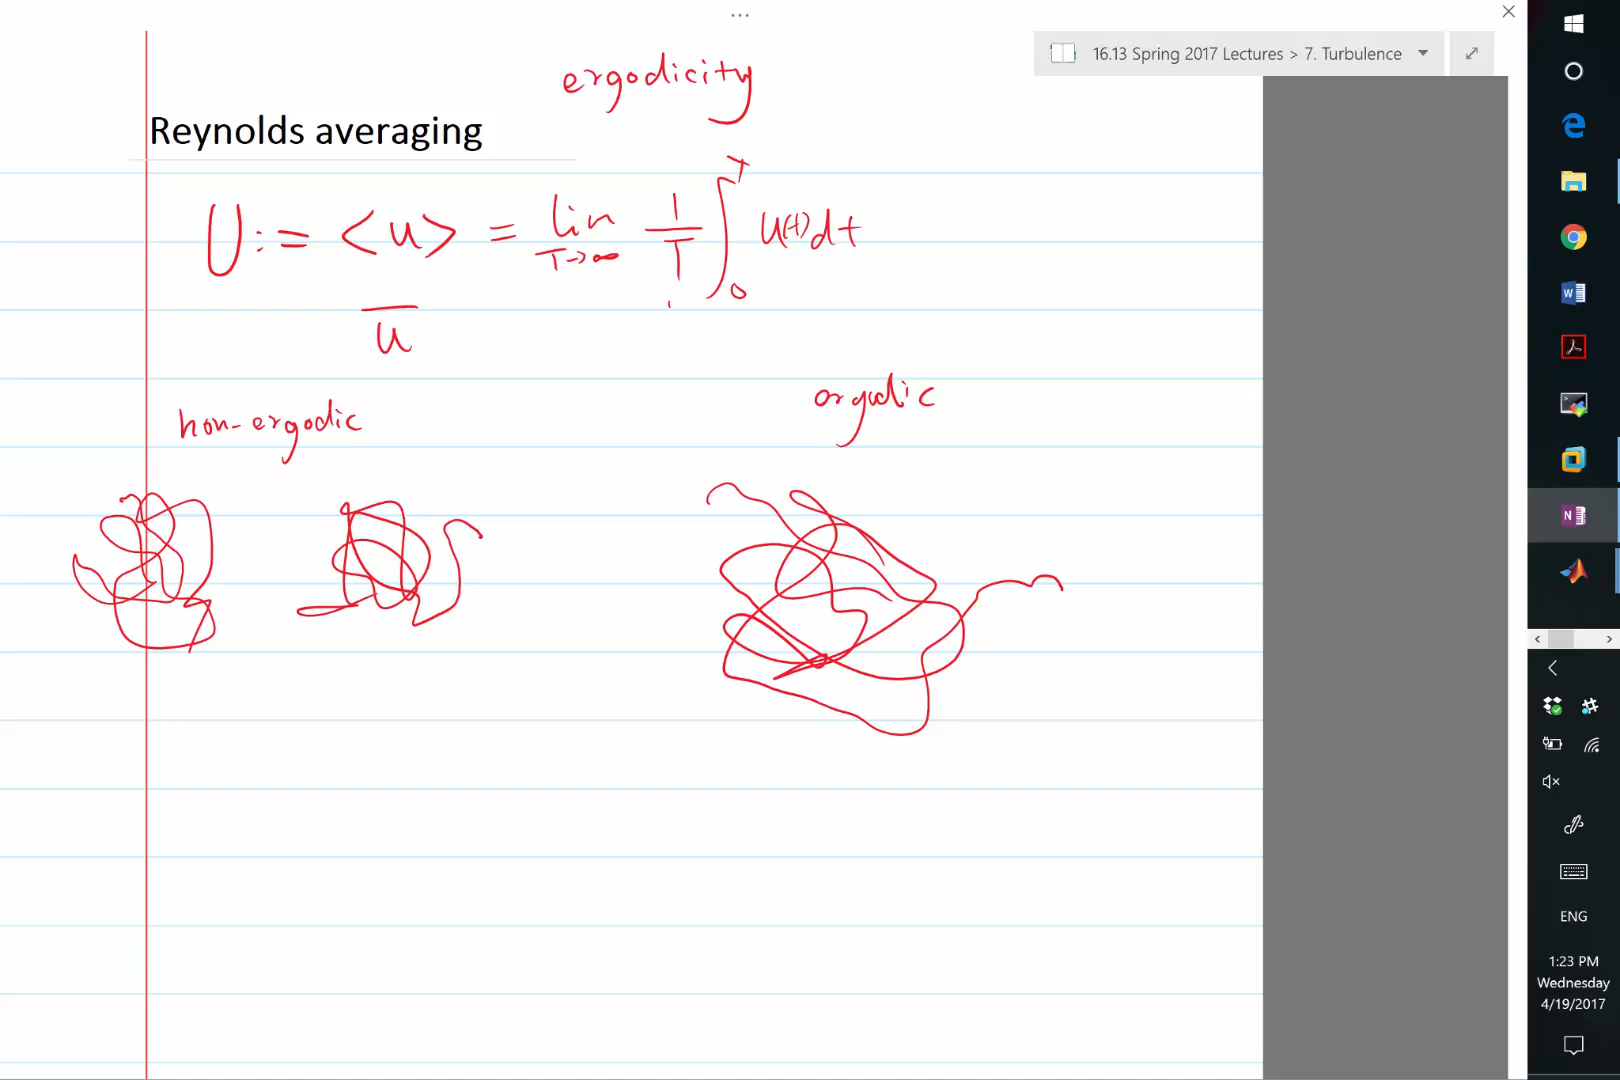 16.13 Spring 2017 Lectures > 7. Turbulence
ergodicity
Reynolds averaging
U := <u> = lim T→∞ 1/T ∫₀ᵀ u(t)dt
ū
non-ergodic
ergodic
ENG
1:23 PM
Wednesday
4/19/2017